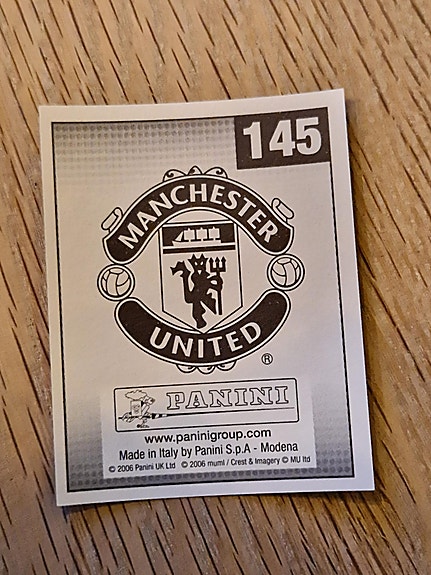 145
MANCHESTER
UNITED
®
PANINI
www.paninigroup.com
Made in Italy by Panini S.p.A - Modena
© 2006 Panini UK Ltd © 2006 muml / Crest & Imagery © MU ltd